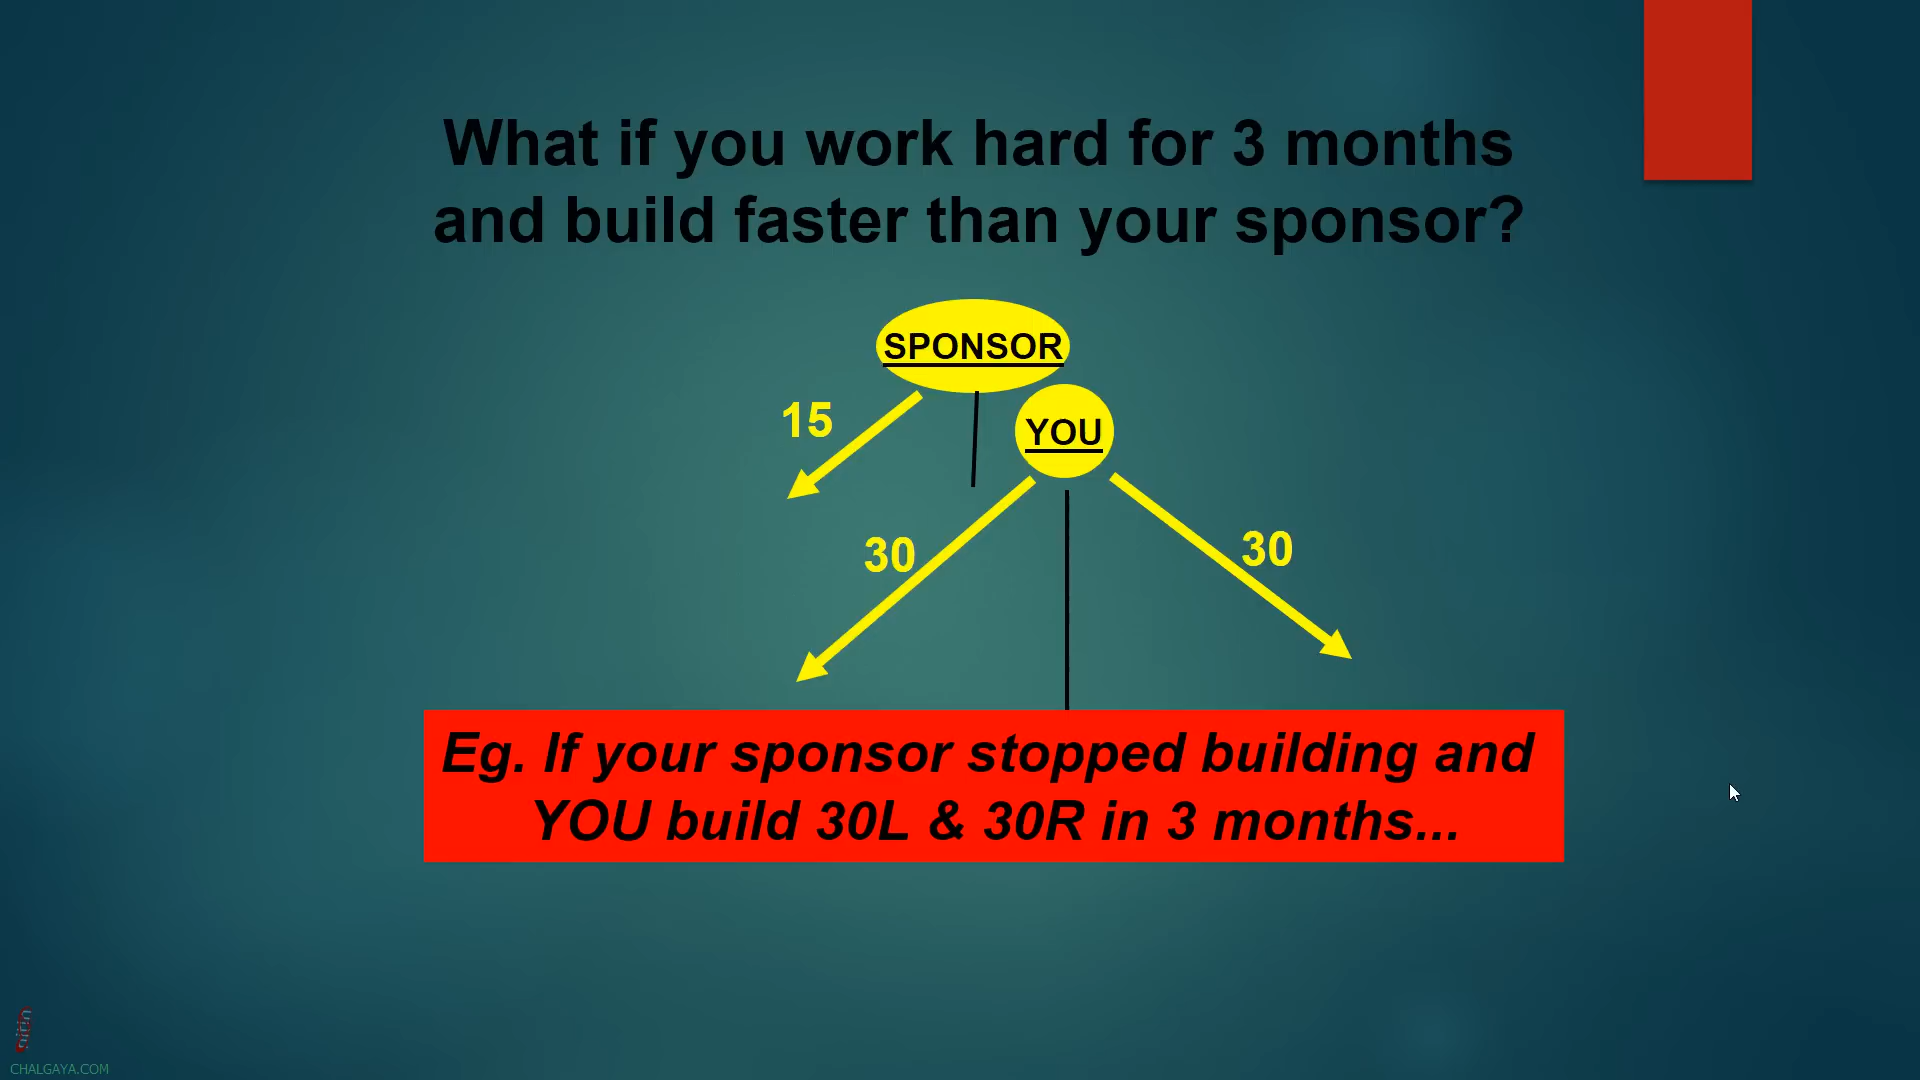 What if you work hard for 3 months
and build faster than your sponsor?
SPONSOR
YOU
15
30
30
Eg. If your sponsor stopped building and
YOU build 30L & 30R in 3 months...
CHALGAYA.COM